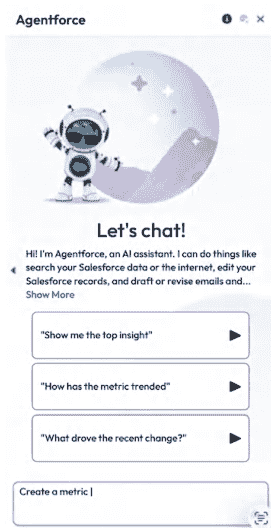 Agentforce
Let's chat!
Hi! I'm Agentforce, an AI assistant. I can do things like
search your Salesforce data or the internet, edit your
Salesforce records, and draft or revise emails and...
Show More
"Show me the top insight"
"How has the metric trended"
"What drove the recent change?"
Create a metric |